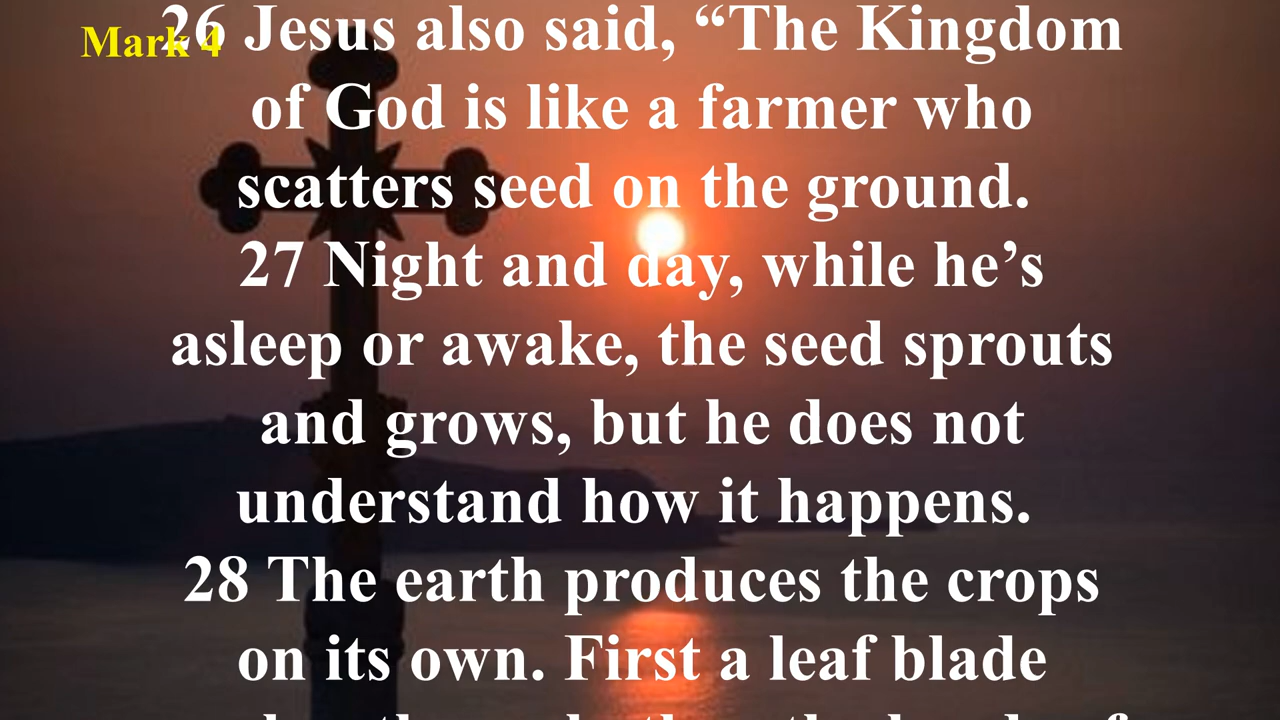 Mark 4
26 Jesus also said, “The Kingdom
of God is like a farmer who
scatters seed on the ground.
27 Night and day, while he’s
asleep or awake, the seed sprouts
and grows, but he does not
understand how it happens.
28 The earth produces the crops
on its own. First a leaf blade